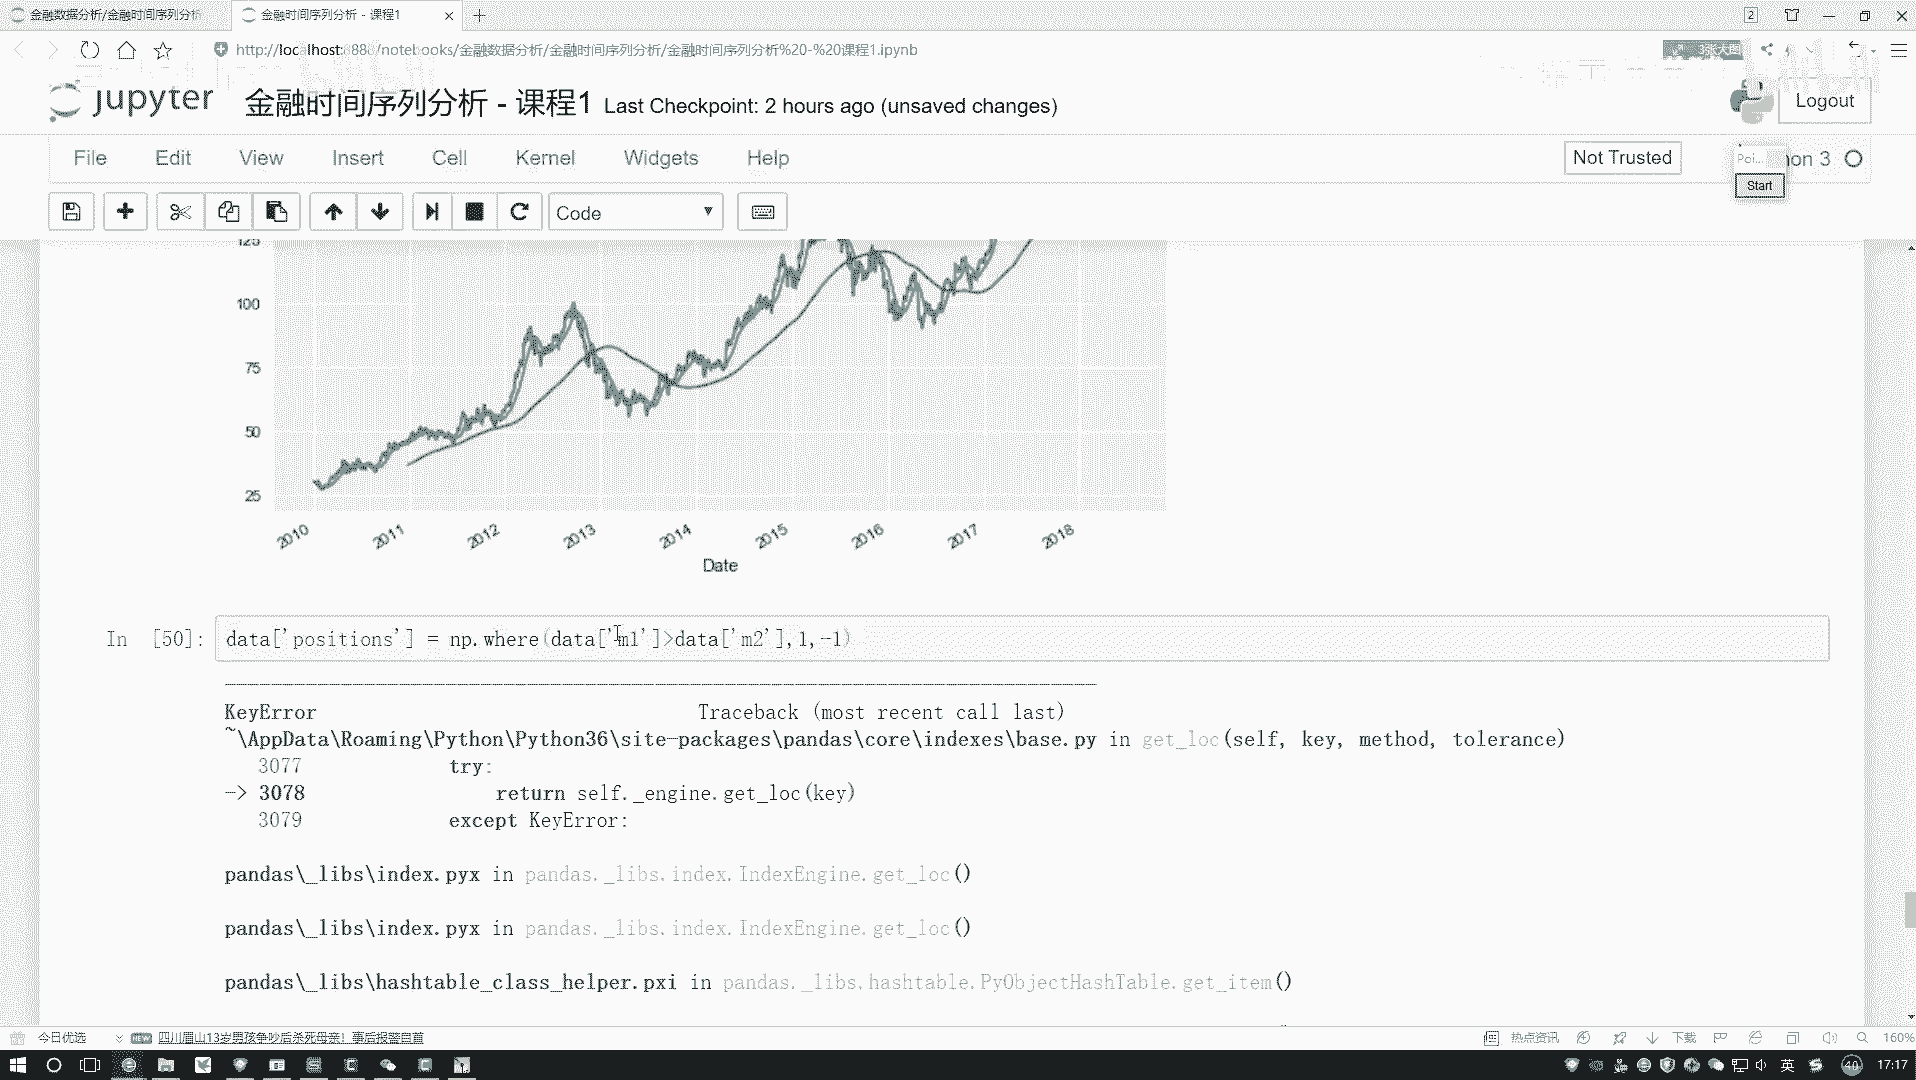 金融数据分析/金融时间序列分析
金融时间序列分析 - 课程1
2
http://localhost:888/notebooks/金融数据分析/金融时间序列分析/金融时间序列分析%20-%20课程1.ipynb
3张大图
jupyter
金融时间序列分析 - 课程1
Last Checkpoint: 2 hours ago (unsaved changes)
Logout
File
Edit
View
Insert
Cell
Kernel
Widgets
Help
Not Trusted
Poi...
hon 3
Start
Code
125
100
75
50
25
2010
2011
2012
2013
2014
2015
2016
2017
2018
Date
In [50]:
data['positions'] = np.where(data['m1']>data['m2'],1,-1)
KeyError Traceback (most recent call last)
~\AppData\Roaming\Python\Python36\site-packages\pandas\core\indexes\base.py in get_loc(self, key, method, tolerance)
3077 try:
-> 3078 return self._engine.get_loc(key)
3079 except KeyError:
pandas\_libs\index.pyx in pandas._libs.index.IndexEngine.get_loc()
pandas\_libs\index.pyx in pandas._libs.index.IndexEngine.get_loc()
pandas\_libs\hashtable_class_helper.pxi in pandas._libs.hashtable.PyObjectHashTable.get_item()
今日优选
NEW
四川眉山13岁男孩争吵后杀死母亲！事后报警自首
热点资讯
下载
160%
英
40
17:17